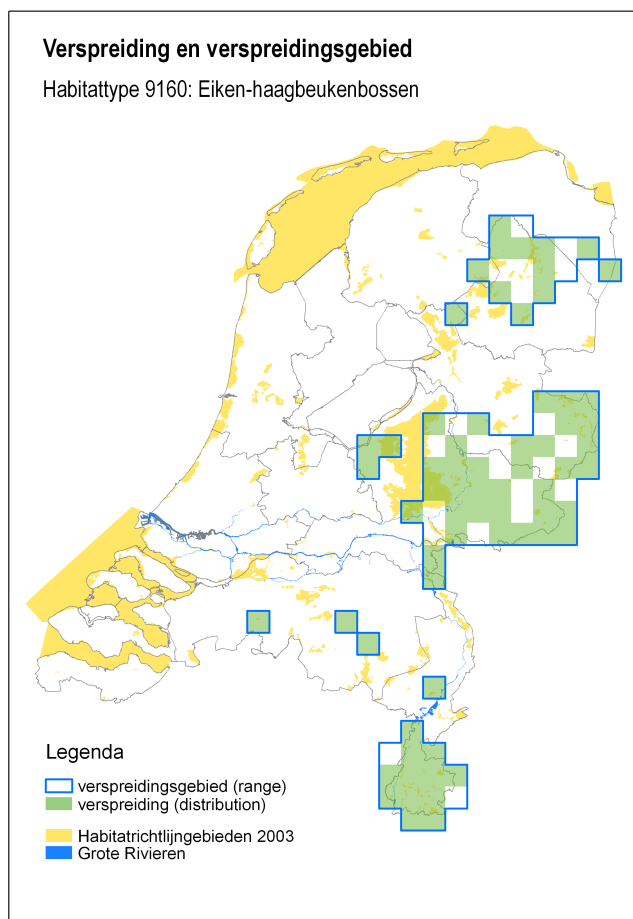 Verspreiding en verspreidingsgebied
Habitattype 9160: Eiken-haagbeukenbossen
Legenda
verspreidingsgebied (range)
verspreiding (distribution)
Habitatrichtlijngebieden 2003
Grote Rivieren